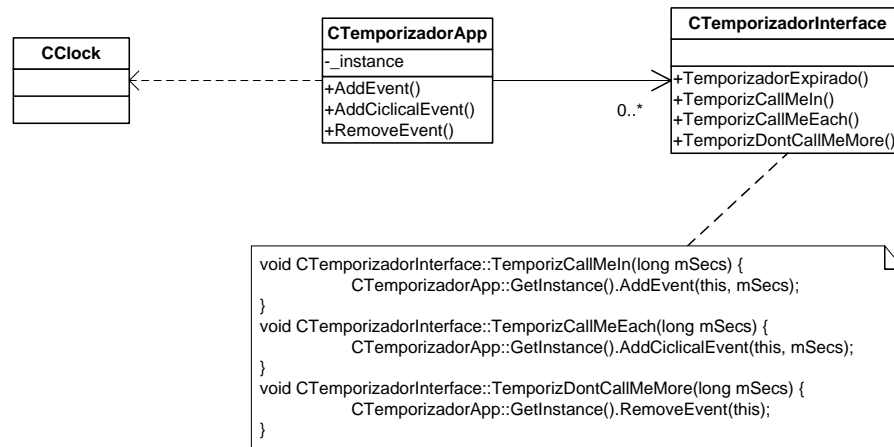 CClock
CTemporizadorApp
-_instance
+AddEvent()
+AddCiclicalEvent()
+RemoveEvent()
0..*
CTemporizadorInterface
+TemporizadorExpirado()
+TemporizCallMeIn()
+TemporizCallMeEach()
+TemporizDontCallMeMore()
void CTemporizadorInterface::TemporizCallMeIn(long mSecs) {
CTemporizadorApp::GetInstance().AddEvent(this, mSecs);
}
void CTemporizadorInterface::TemporizCallMeEach(long mSecs) {
CTemporizadorApp::GetInstance().AddCiclicalEvent(this, mSecs);
}
void CTemporizadorInterface::TemporizDontCallMeMore(long mSecs) {
CTemporizadorApp::GetInstance().RemoveEvent(this);
}